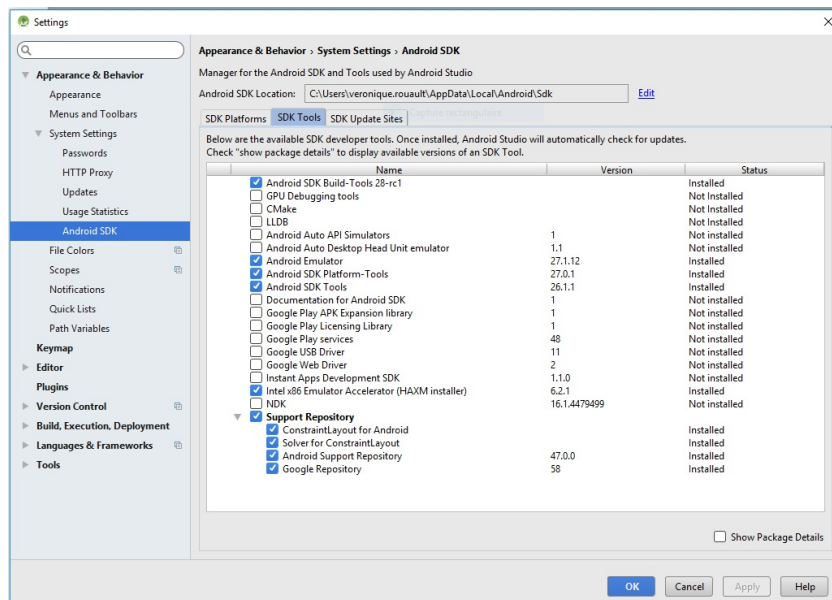 Settings
Appearance & Behavior
Appearance
Menus and Toolbars
System Settings
Passwords
HTTP Proxy
Updates
Usage Statistics
Android SDK
File Colors
Scopes
Notifications
Quick Lists
Path Variables
Keymap
Editor
Plugins
Version Control
Build, Execution, Deployment
Languages & Frameworks
Tools
Appearance & Behavior › System Settings › Android SDK
Manager for the Android SDK and Tools used by Android Studio
Android SDK Location: C:\Users\veronique.rouault\AppData\Local\Android\Sdk Edit
Capture rectangulaire
SDK Platforms SDK Tools SDK Update Sites
Below are the available SDK developer tools. Once installed, Android Studio will automatically check for updates.
Check "show package details" to display available versions of an SDK Tool.
Name Version Status
Android SDK Build-Tools 28-rc1 Installed
GPU Debugging tools Not Installed
CMake Not Installed
LLDB Not Installed
Android Auto API Simulators 1 Not installed
Android Auto Desktop Head Unit emulator 1.1 Not installed
Android Emulator 27.1.12 Installed
Android SDK Platform-Tools 27.0.1 Installed
Android SDK Tools 26.1.1 Installed
Documentation for Android SDK 1 Not installed
Google Play APK Expansion library 1 Not installed
Google Play Licensing Library 1 Not installed
Google Play services 48 Not installed
Google USB Driver 11 Not installed
Google Web Driver 2 Not installed
Instant Apps Development SDK 1.1.0 Not installed
Intel x86 Emulator Accelerator (HAXM installer) 6.2.1 Installed
NDK 16.1.4479499 Not installed
Support Repository
ConstraintLayout for Android Installed
Solver for ConstraintLayout Installed
Android Support Repository 47.0.0 Installed
Google Repository 58 Installed
Show Package Details
OK Cancel Apply Help